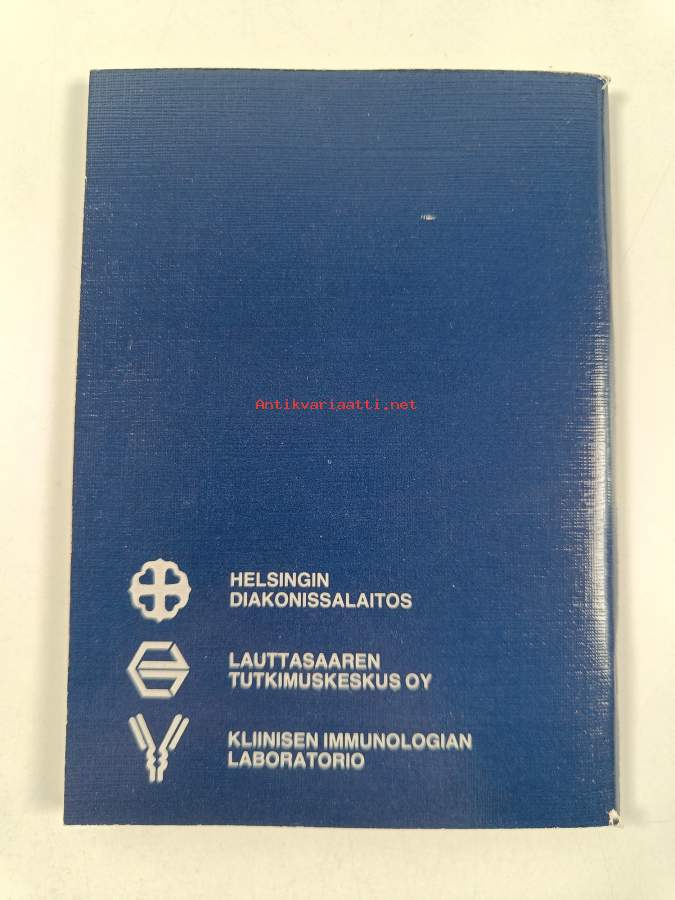 Antikvariaatti.net
HELSINGIN
DIAKONISSALAITOS
LAUTTASAAREN
TUTKIMUSKESKUS OY
KLIINISEN IMMUNOLOGIAN
LABORATORIO